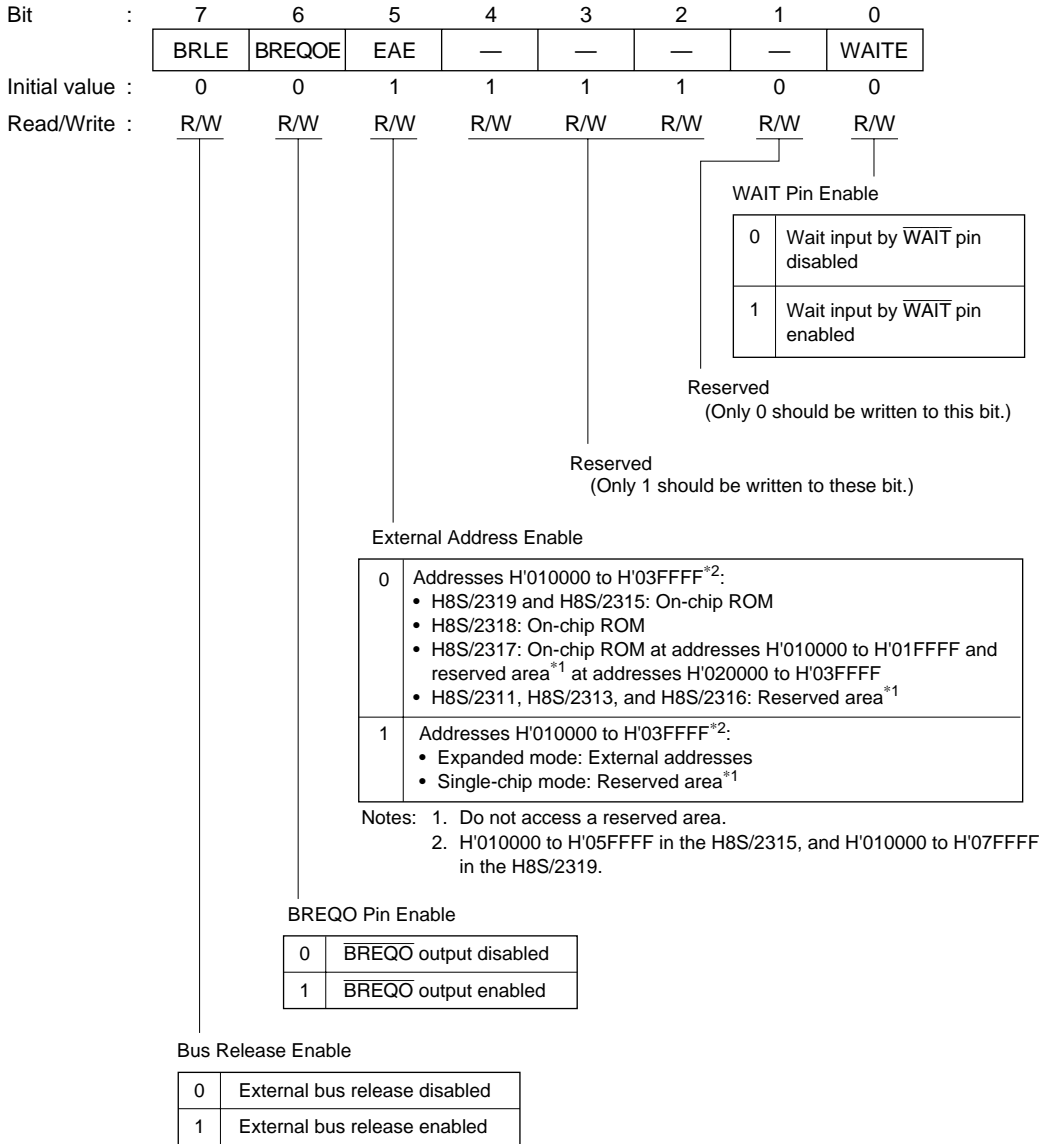 Bit : 7 6 5 4 3 2 1 0
BRLE BREQOE EAE — — — — WAITE
Initial value : 0 0 1 1 1 1 0 0
Read/Write : R/W R/W R/W R/W R/W R/W R/W R/W
WAIT Pin Enable
0 Wait input by WAIT pin
disabled
1 Wait input by WAIT pin
enabled
Reserved
(Only 0 should be written to this bit.)
Reserved
(Only 1 should be written to these bit.)
External Address Enable
0 Addresses H'010000 to H'03FFFF*2:
• H8S/2319 and H8S/2315: On-chip ROM
• H8S/2318: On-chip ROM
• H8S/2317: On-chip ROM at addresses H'010000 to H'01FFFF and
reserved area*1 at addresses H'020000 to H'03FFFF
• H8S/2311, H8S/2313, and H8S/2316: Reserved area*1
1 Addresses H'010000 to H'03FFFF*2:
• Expanded mode: External addresses
• Single-chip mode: Reserved area*1
Notes: 1. Do not access a reserved area.
2. H'010000 to H'05FFFF in the H8S/2315, and H'010000 to H'07FFFF
in the H8S/2319.
BREQO Pin Enable
0 BREQO output disabled
1 BREQO output enabled
Bus Release Enable
0 External bus release disabled
1 External bus release enabled